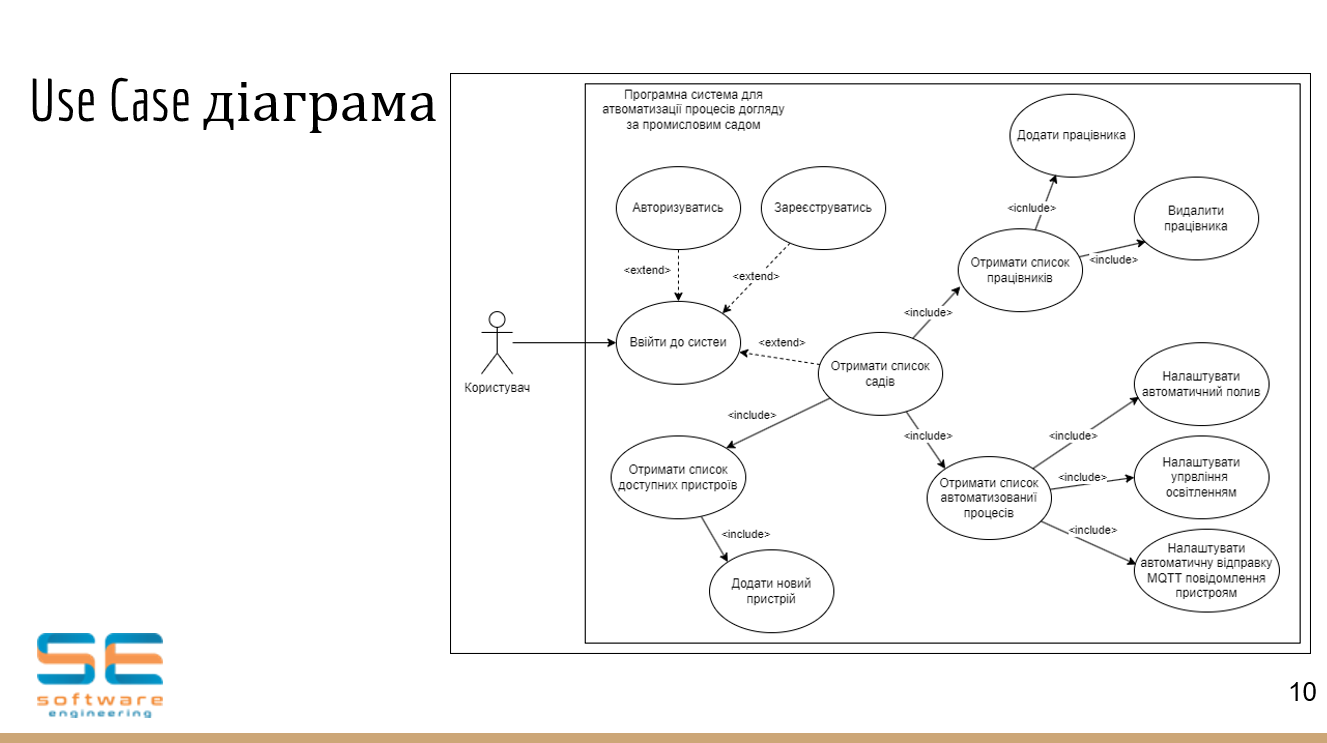 Use Case діаграма
Програмна система для
атвоматизації процесів догляду
за промисловим садом
Додати працівника
Авторизуватись
Зареєструватись
Видалити
працівника
<icnlude>
<include>
Отримати список
працівників
<extend>
<extend>
<include>
Ввійти до систеи
<extend>
Користувач
Отримати список
садів
Налаштувати
автоматичний полив
<include>
<include>
<include>
Отримати список
доступних пристроїв
Отримати список
автоматизованиї
процесів
<include>
Налаштувати
упрвління
освітленням
<include>
<include>
Налаштувати
автоматичну відправку
MQTT повідомлення
пристроям
Додати новий
пристрій
SE
software
engineering
10